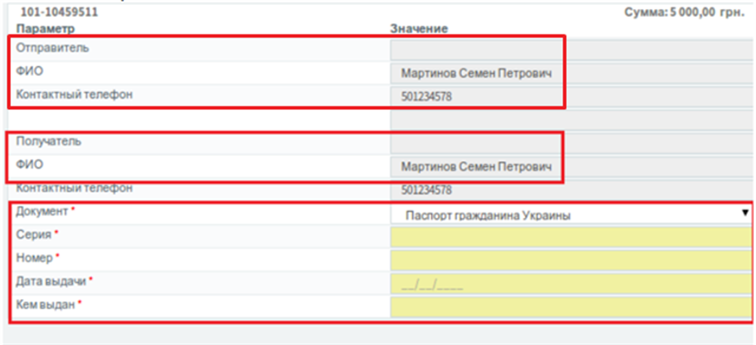 101-10459511 Сумма: 5 000,00 грн.
Параметр Значение
Отправитель
ФИО Мартинов Семен Петрович
Контактный телефон 501234578
Получатель
ФИО Мартинов Семен Петрович
Контактный телефон 501234578
Документ * Паспорт гражданина Украины
Серия *
Номер *
Дата выдачи * __/__/____
Кем выдан *